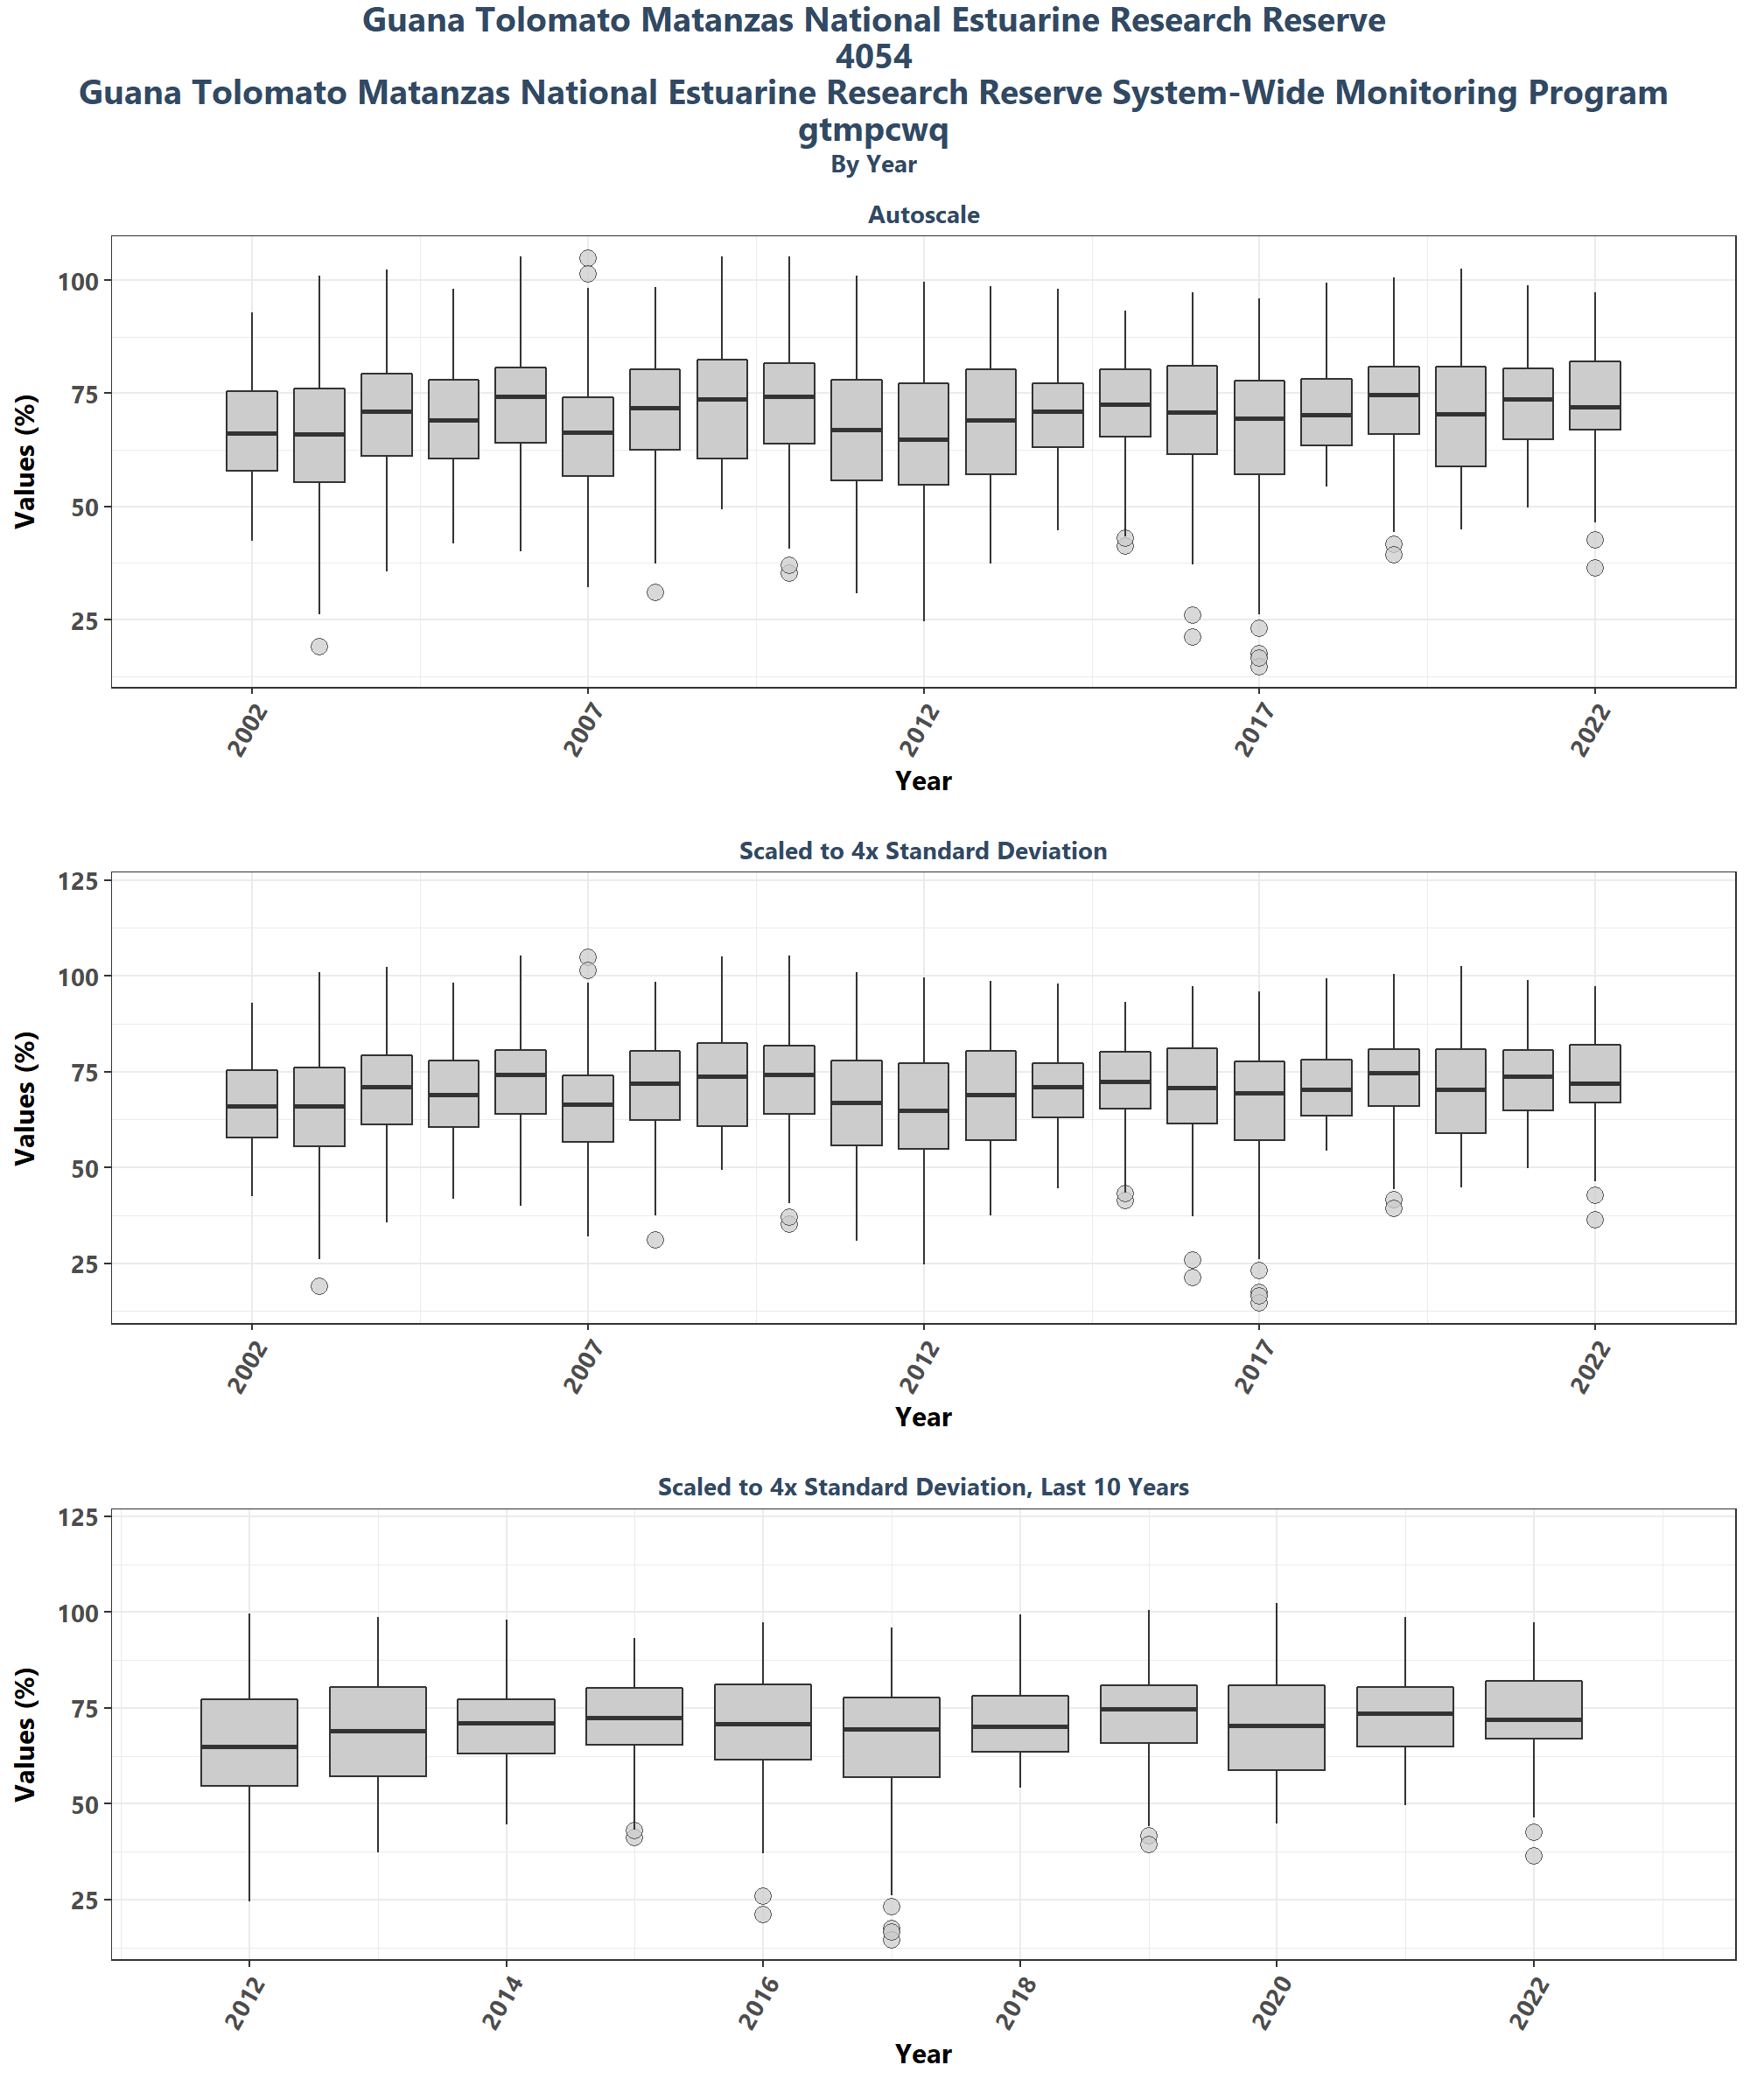 Guana Tolomato Matanzas National Estuarine Research Reserve
4054
Guana Tolomato Matanzas National Estuarine Research Reserve System-Wide Monitoring Program
gtmpcwq
By Year
Autoscale
Values (%)
100
75
50
25
2002
2007
2012
2017
2022
Year
Scaled to 4x Standard Deviation
Values (%)
125
100
75
50
25
2002
2007
2012
2017
2022
Year
Scaled to 4x Standard Deviation, Last 10 Years
Values (%)
125
100
75
50
25
2012
2014
2016
2018
2020
2022
Year